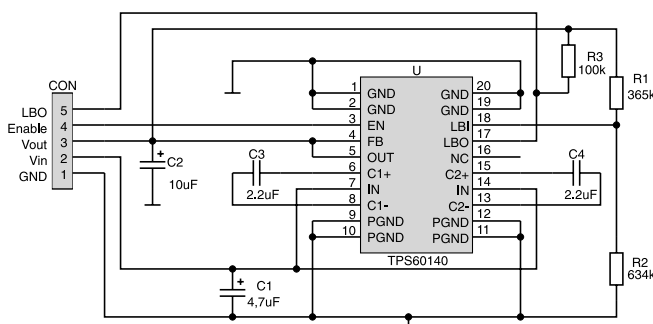 CON
LBO 5
Enable 4
Vout 3
Vin 2
GND 1
+
C2
10uF
C3
2.2uF
+
C1
4,7uF
U
1 GND
2 GND
3 EN
4 FB
5 OUT
6 C1+
7 IN
8 C1-
9 PGND
10 PGND
GND 20
GND 19
LBI 18
LBO 17
NC 16
C2+ 15
IN 14
C2- 13
PGND 12
PGND 11
TPS60140
C4
2.2uF
R3
100k
R1
365k
R2
634k